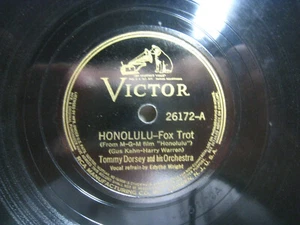 VICTOR
26172-A
HONOLULU-Fox Trot
(From M-G-M film "Honolulu")
(Gus Kahn-Harry Warren)
Tommy Dorsey and his Orchestra
Vocal refrain by Edythe Wright